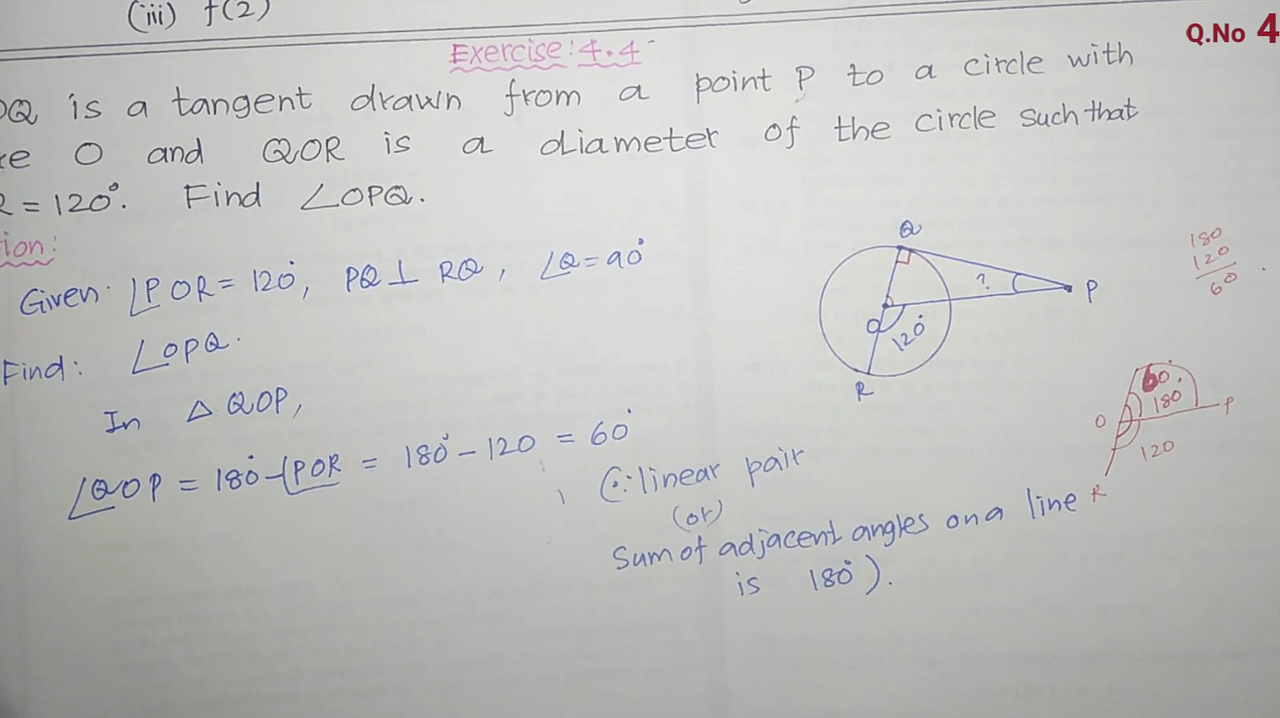 (iii) f(2)
Q.No 4
Exercise: 4.4
PQ is a tangent drawn from a point P to a circle with
re O and QOR is a diameter of the circle such that
R = 120°. Find ∠OPQ.
ion:
Given ∠POR = 120°, PQ ⊥ RQ, ∠Q = 90°
Find: ∠OPQ.
In △ QOP,
∠QOP = 180° - ∠POR = 180° - 120 = 60°
(∵ linear pair
(or)
Sum of adjacent angles on a line
is 180°).
Q
?
P
O
120°
R
180
120
60
60°
180
O
P
120
R